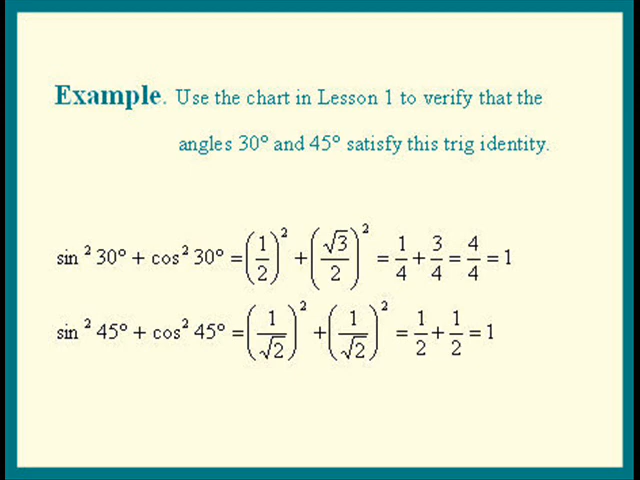 Example. Use the chart in Lesson 1 to verify that the
angles 30° and 45° satisfy this trig identity.
sin² 30° + cos² 30° = (1/2)² + (√3/2)² = 1/4 + 3/4 = 4/4 = 1
sin² 45° + cos² 45° = (1/√2)² + (1/√2)² = 1/2 + 1/2 = 1